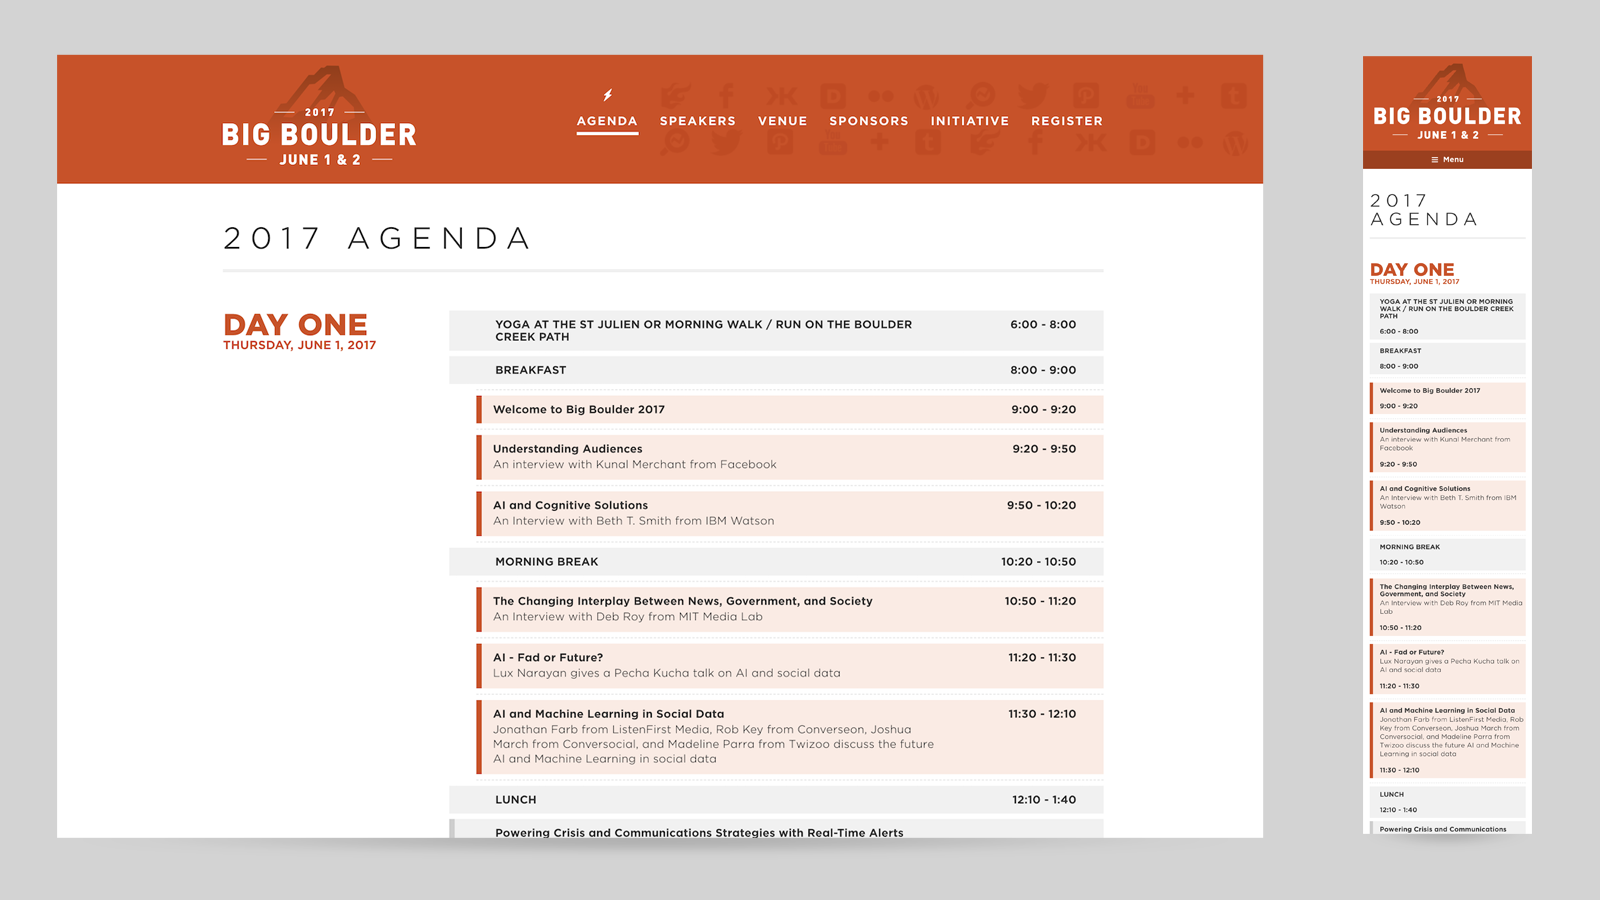 2017
BIG BOULDER
JUNE 1 & 2
AGENDA SPEAKERS VENUE SPONSORS INITIATIVE REGISTER
2017 AGENDA
DAY ONE
THURSDAY, JUNE 1, 2017
YOGA AT THE ST JULIEN OR MORNING WALK / RUN ON THE BOULDER 6:00 - 8:00
CREEK PATH
BREAKFAST 8:00 - 9:00
Welcome to Big Boulder 2017 9:00 - 9:20
Understanding Audiences 9:20 - 9:50
An interview with Kunal Merchant from Facebook
AI and Cognitive Solutions 9:50 - 10:20
An Interview with Beth T. Smith from IBM Watson
MORNING BREAK 10:20 - 10:50
The Changing Interplay Between News, Government, and Society 10:50 - 11:20
An Interview with Deb Roy from MIT Media Lab
AI - Fad or Future? 11:20 - 11:30
Lux Narayan gives a Pecha Kucha talk on AI and social data
AI and Machine Learning in Social Data 11:30 - 12:10
Jonathan Farb from ListenFirst Media, Rob Key from Converseon, Joshua
March from Conversocial, and Madeline Parra from Twizoo discuss the future
AI and Machine Learning in social data
LUNCH 12:10 - 1:40
Powering Crisis and Communications Strategies with Real-Time Alerts
2017
BIG BOULDER
JUNE 1 & 2
Menu
2017
AGENDA
DAY ONE
THURSDAY, JUNE 1, 2017
YOGA AT THE ST JULIEN OR MORNING
WALK / RUN ON THE BOULDER CREEK
PATH
6:00 - 8:00
BREAKFAST
8:00 - 9:00
Welcome to Big Boulder 2017
9:00 - 9:20
Understanding Audiences
An interview with Kunal Merchant from
Facebook
9:20 - 9:50
AI and Cognitive Solutions
An Interview with Beth T. Smith from IBM
Watson
9:50 - 10:20
MORNING BREAK
10:20 - 10:50
The Changing Interplay Between News,
Government, and Society
An Interview with Deb Roy from MIT Media
Lab
10:50 - 11:20
AI - Fad or Future?
Lux Narayan gives a Pecha Kucha talk on
AI and social data
11:20 - 11:30
AI and Machine Learning in Social Data
Jonathan Farb from ListenFirst Media, Rob
Key from Converseon, Joshua March from
Conversocial, and Madeline Parra from
Twizoo discuss the future AI and Machine
Learning in social data
11:30 - 12:10
LUNCH
12:10 - 1:40
Powering Crisis and Communications